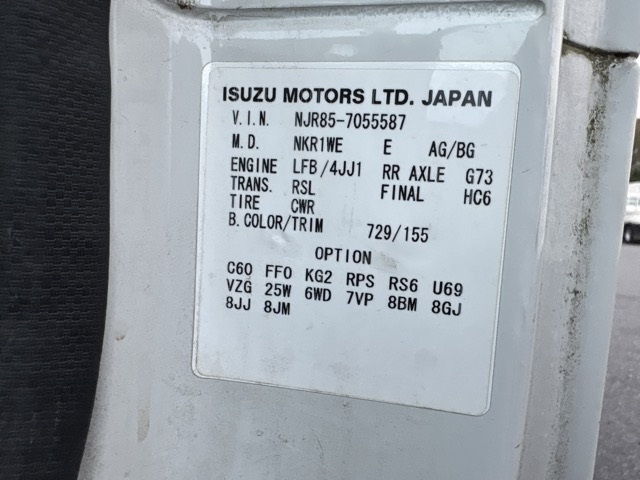 ISUZU MOTORS LTD. JAPAN
V.I.N. NJR85-7055587
M.D. NKR1WE E AG/BG
ENGINE LFB/4JJ1 RR AXLE G73
TRANS. RSL FINAL HC6
TIRE CWR
B.COLOR/TRIM 729/155
OPTION
C60 FF0 KG2 RPS RS6 U69
VZG 25W 6WD 7VP 8BM 8GJ
8JJ 8JM